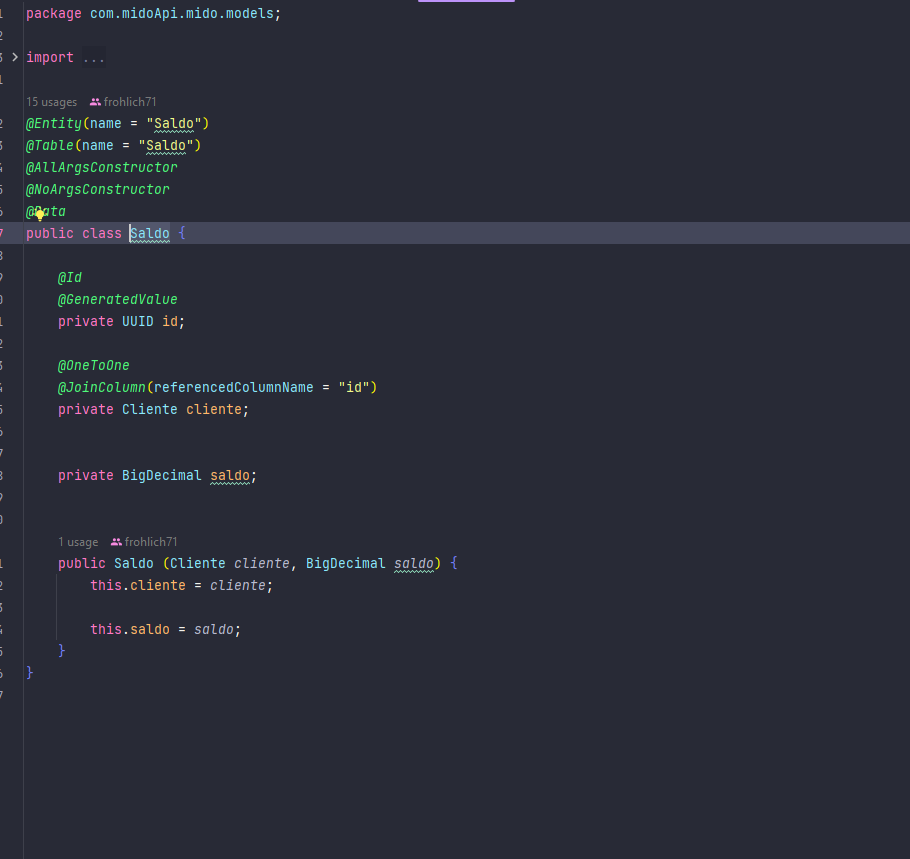 package com.midoApi.mido.models;
import ...
15 usages frohlich71
@Entity(name = "Saldo")
@Table(name = "Saldo")
@AllArgsConstructor
@NoArgsConstructor
@Data
public class Saldo {
@Id
@GeneratedValue
private UUID id;
@OneToOne
@JoinColumn(referencedColumnName = "id")
private Cliente cliente;
private BigDecimal saldo;
1 usage frohlich71
public Saldo (Cliente cliente, BigDecimal saldo) {
this.cliente = cliente;
this.saldo = saldo;
}
}